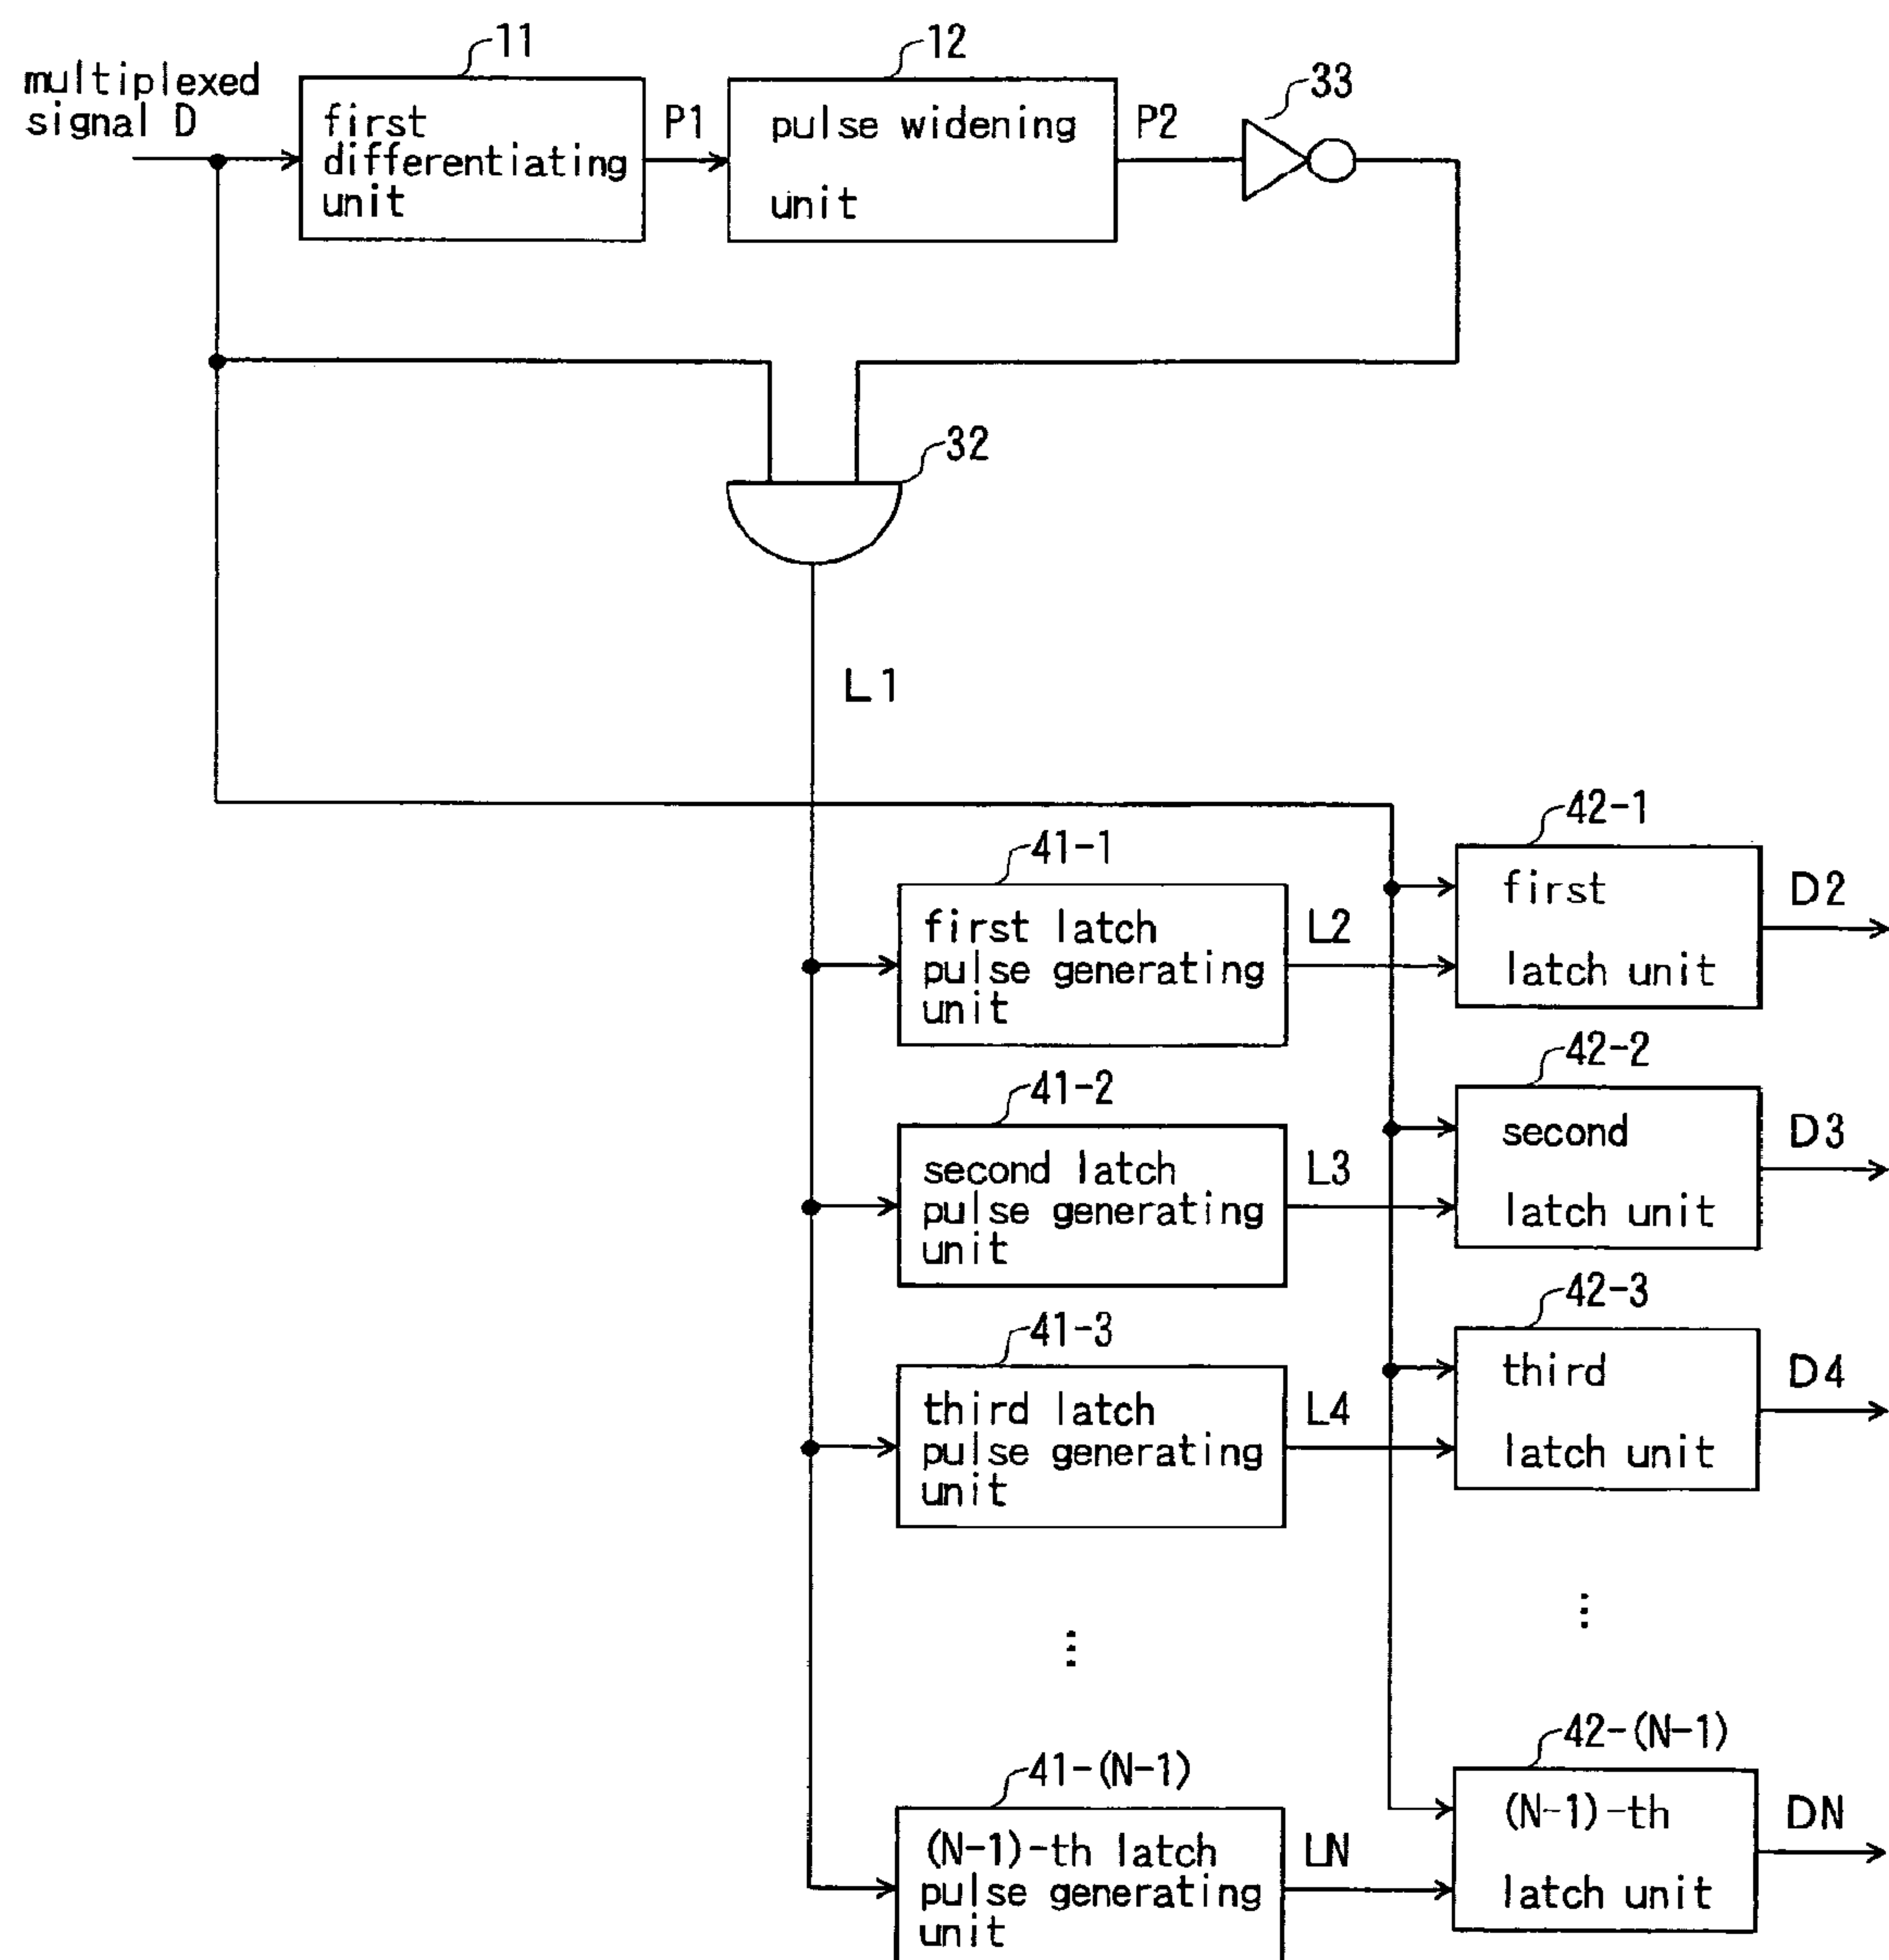 11
12
33
multiplexed
signal D
first
differentiating
unit
P1
pulse widening
unit
P2
32
L1
41-1
first latch
pulse generating
unit
L2
42-1
first
latch unit
D2
41-2
second latch
pulse generating
unit
L3
42-2
second
latch unit
D3
41-3
third latch
pulse generating
unit
L4
42-3
third
latch unit
D4
41-(N-1)
(N-1)-th latch
pulse generating
unit
LN
42-(N-1)
(N-1)-th
latch unit
DN